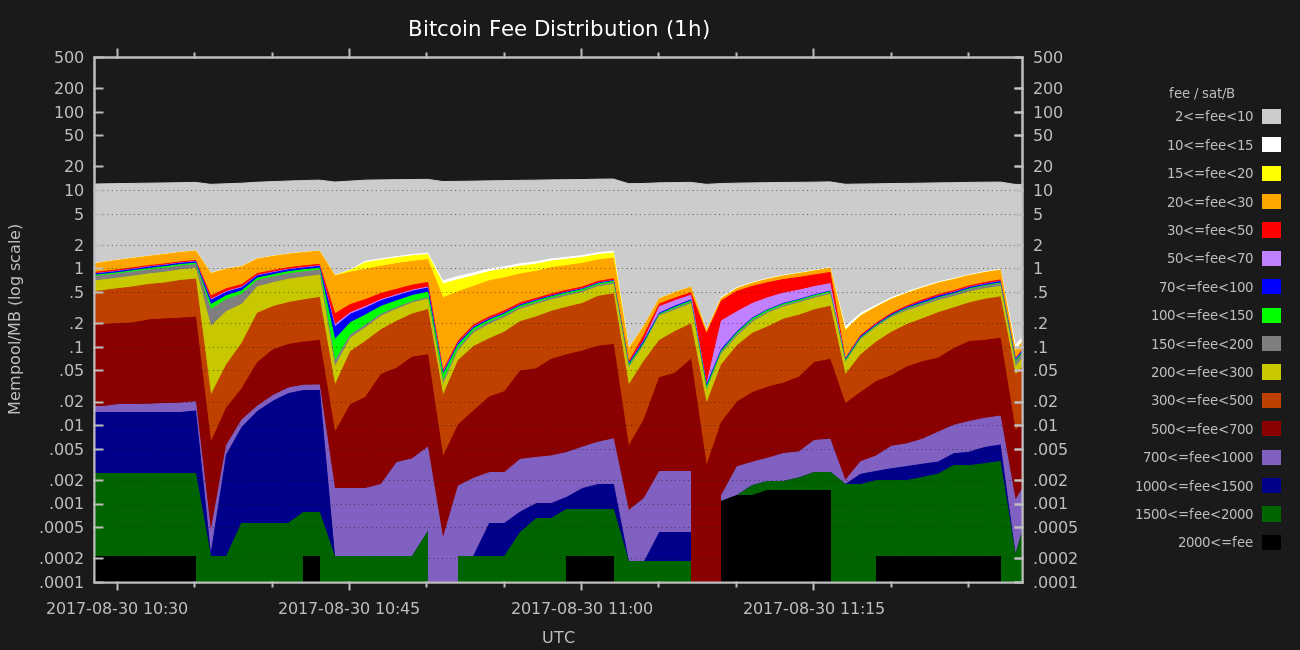 Bitcoin Fee Distribution (1h)
500 500
200 200
100 100
50 50
20 20
10 10
5 5
2 2
1 1
.5 .5
.2 .2
.1 .1
.05 .05
.02 .02
.01 .01
.005 .005
.002 .002
.001 .001
.0005 .0005
.0002 .0002
.0001 .0001
Mempool/MB (log scale)
2017-08-30 10:30 2017-08-30 10:45 2017-08-30 11:00 2017-08-30 11:15
UTC
fee / sat/B
2<=fee<10
10<=fee<15
15<=fee<20
20<=fee<30
30<=fee<50
50<=fee<70
70<=fee<100
100<=fee<150
150<=fee<200
200<=fee<300
300<=fee<500
500<=fee<700
700<=fee<1000
1000<=fee<1500
1500<=fee<2000
2000<=fee